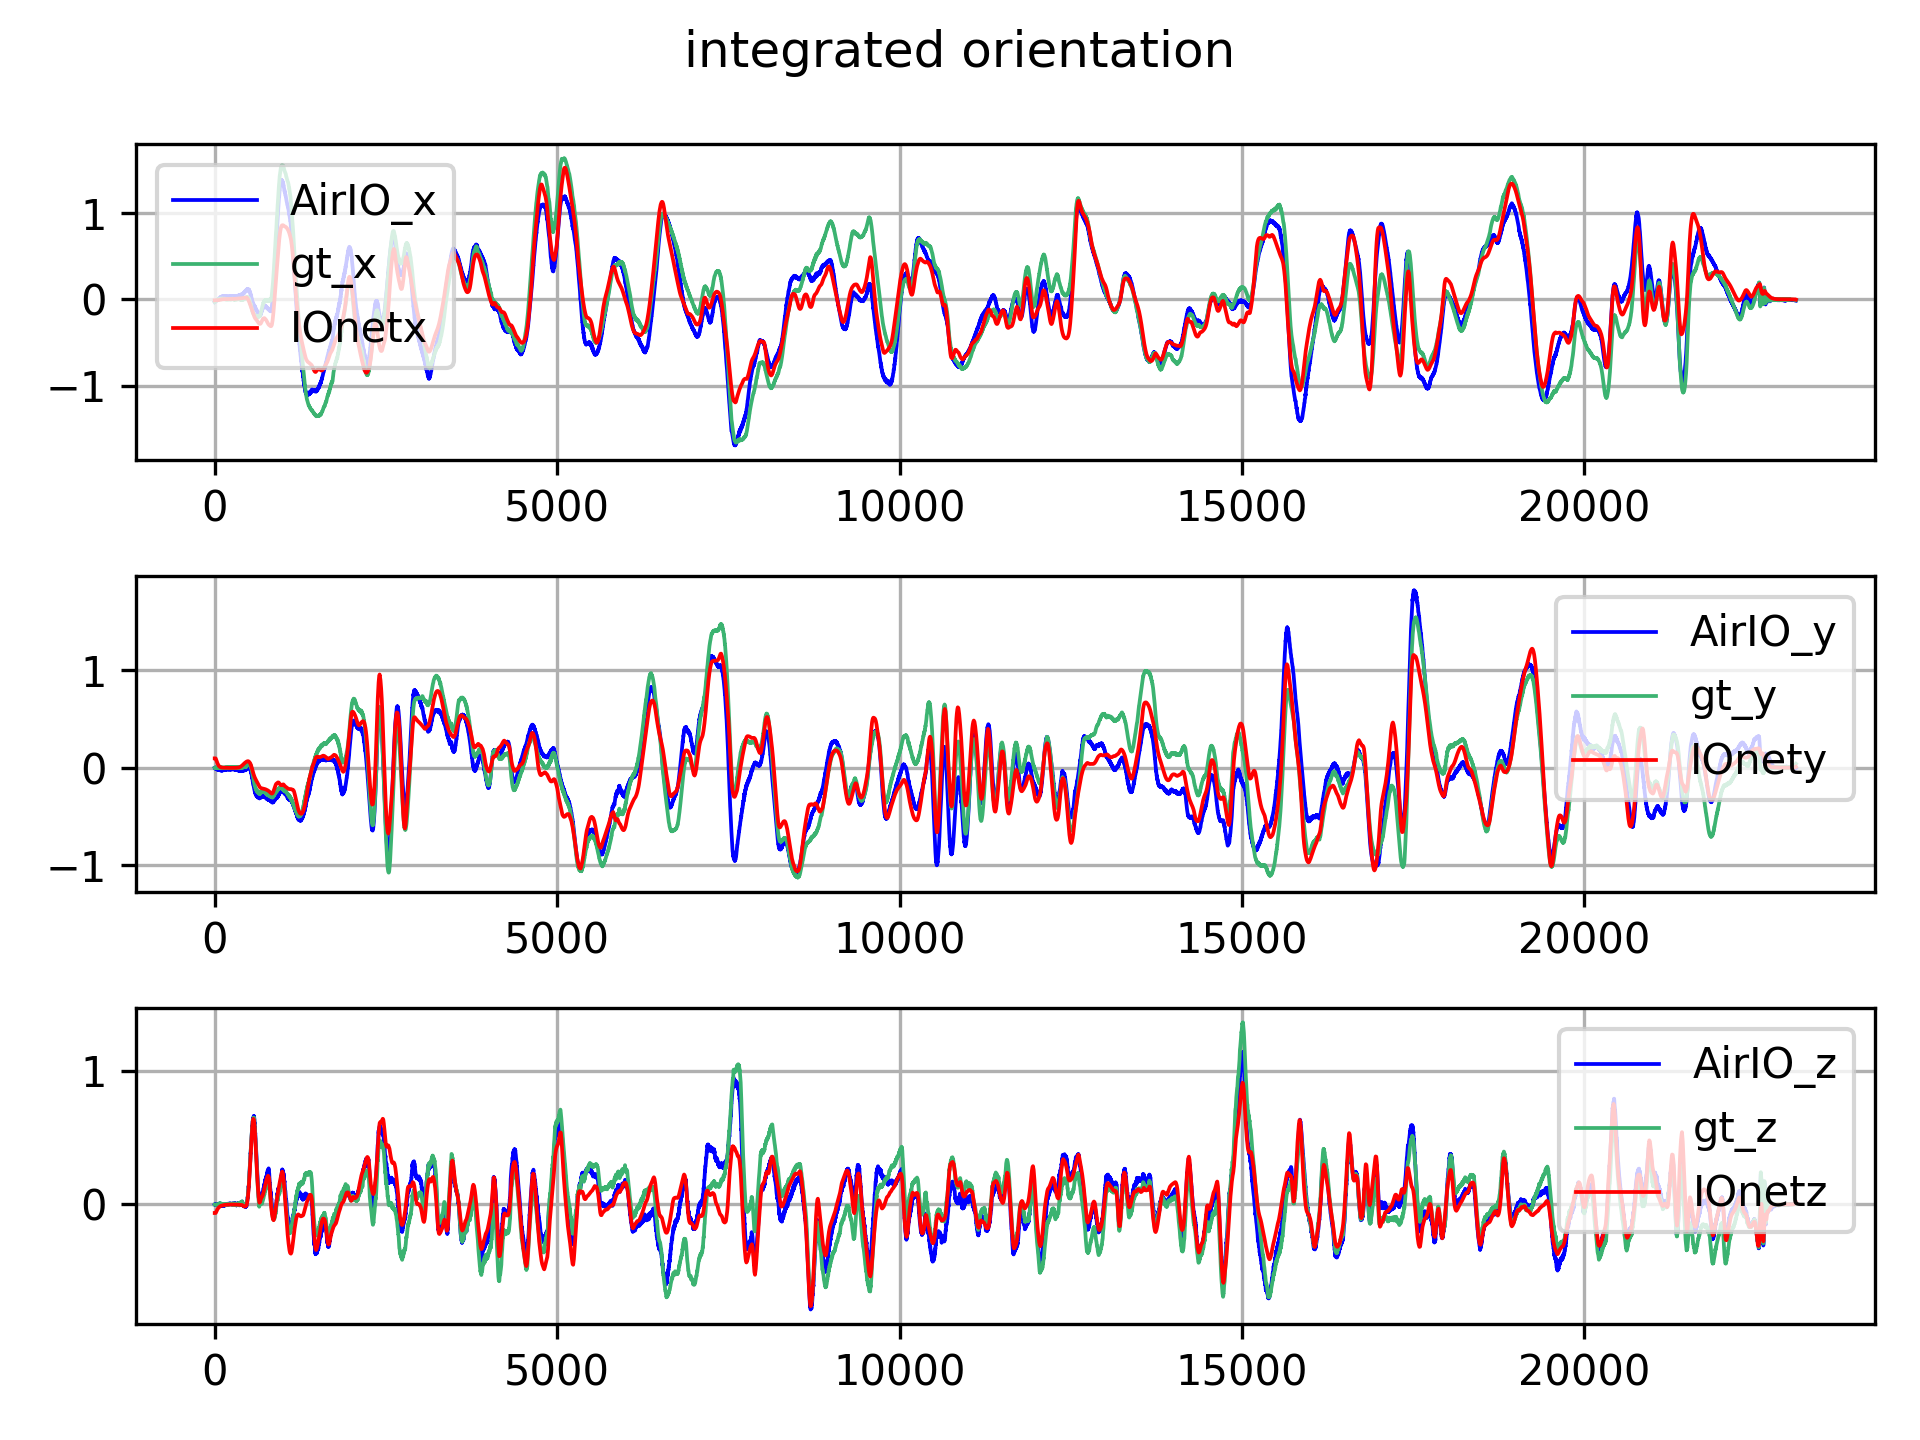 integrated orientation
1
0
−1
AirIO_x
gt_x
IOnetx
0 5000 10000 15000 20000
1
0
−1
AirIO_y
gt_y
IOnety
0 5000 10000 15000 20000
1
0
AirIO_z
gt_z
IOnetz
0 5000 10000 15000 20000